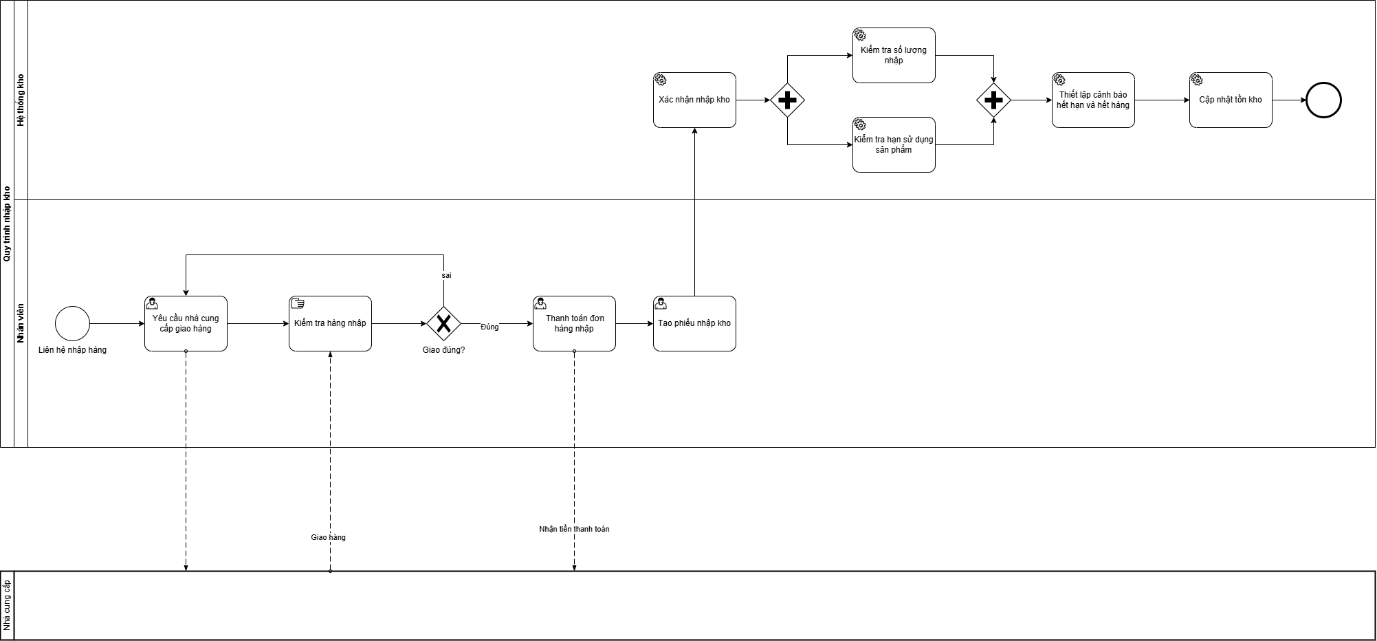 Quy trình nhập kho
Hệ thống kho
Kiểm tra số lượng
nhập
Xác nhận nhập kho
Kiểm tra hạn sử dụng
sản phẩm
Thiết lập cảnh báo
hết hạn và hết hàng
Cập nhật tồn kho
Nhân viên
sai
Liên hệ nhập hàng
Yêu cầu nhà cung
cấp giao hàng
Kiểm tra hàng nhập
Giao đúng?
Đúng
Thanh toán đơn
hàng nhập
Tạo phiếu nhập kho
Giao hàng
Nhận tiền thanh toán
Nhà cung cấp